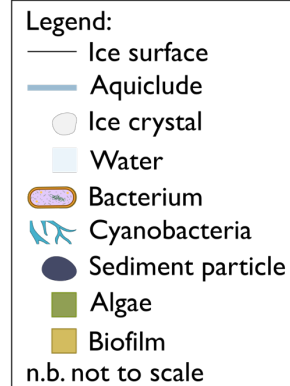 Legend:
Ice surface
Aquiclude
Ice crystal
Water
Bacterium
Cyanobacteria
Sediment particle
Algae
Biofilm
n.b. not to scale